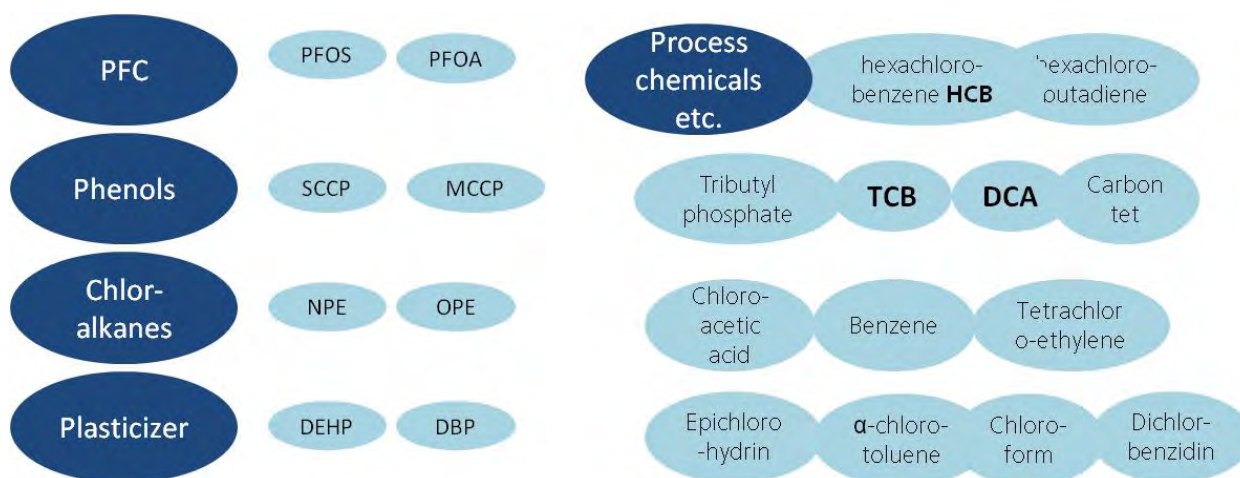 PFC
PFOS
PFOA
Phenols
SCCP
MCCP
Chlor-
alkanes
NPE
OPE
Plasticizer
DEHP
DBP
Process
chemicals
etc.
hexachloro-
benzene HCB
hexachloro-
butadiene
Tributyl
phosphate
TCB
DCA
Carbon
tet
Chloro-
acetic
acid
Benzene
Tetrachlor
o-ethylene
Epichloro
-hydrin
α-chloro-
toluene
Chloro-
form
Dichlor-
benzidin